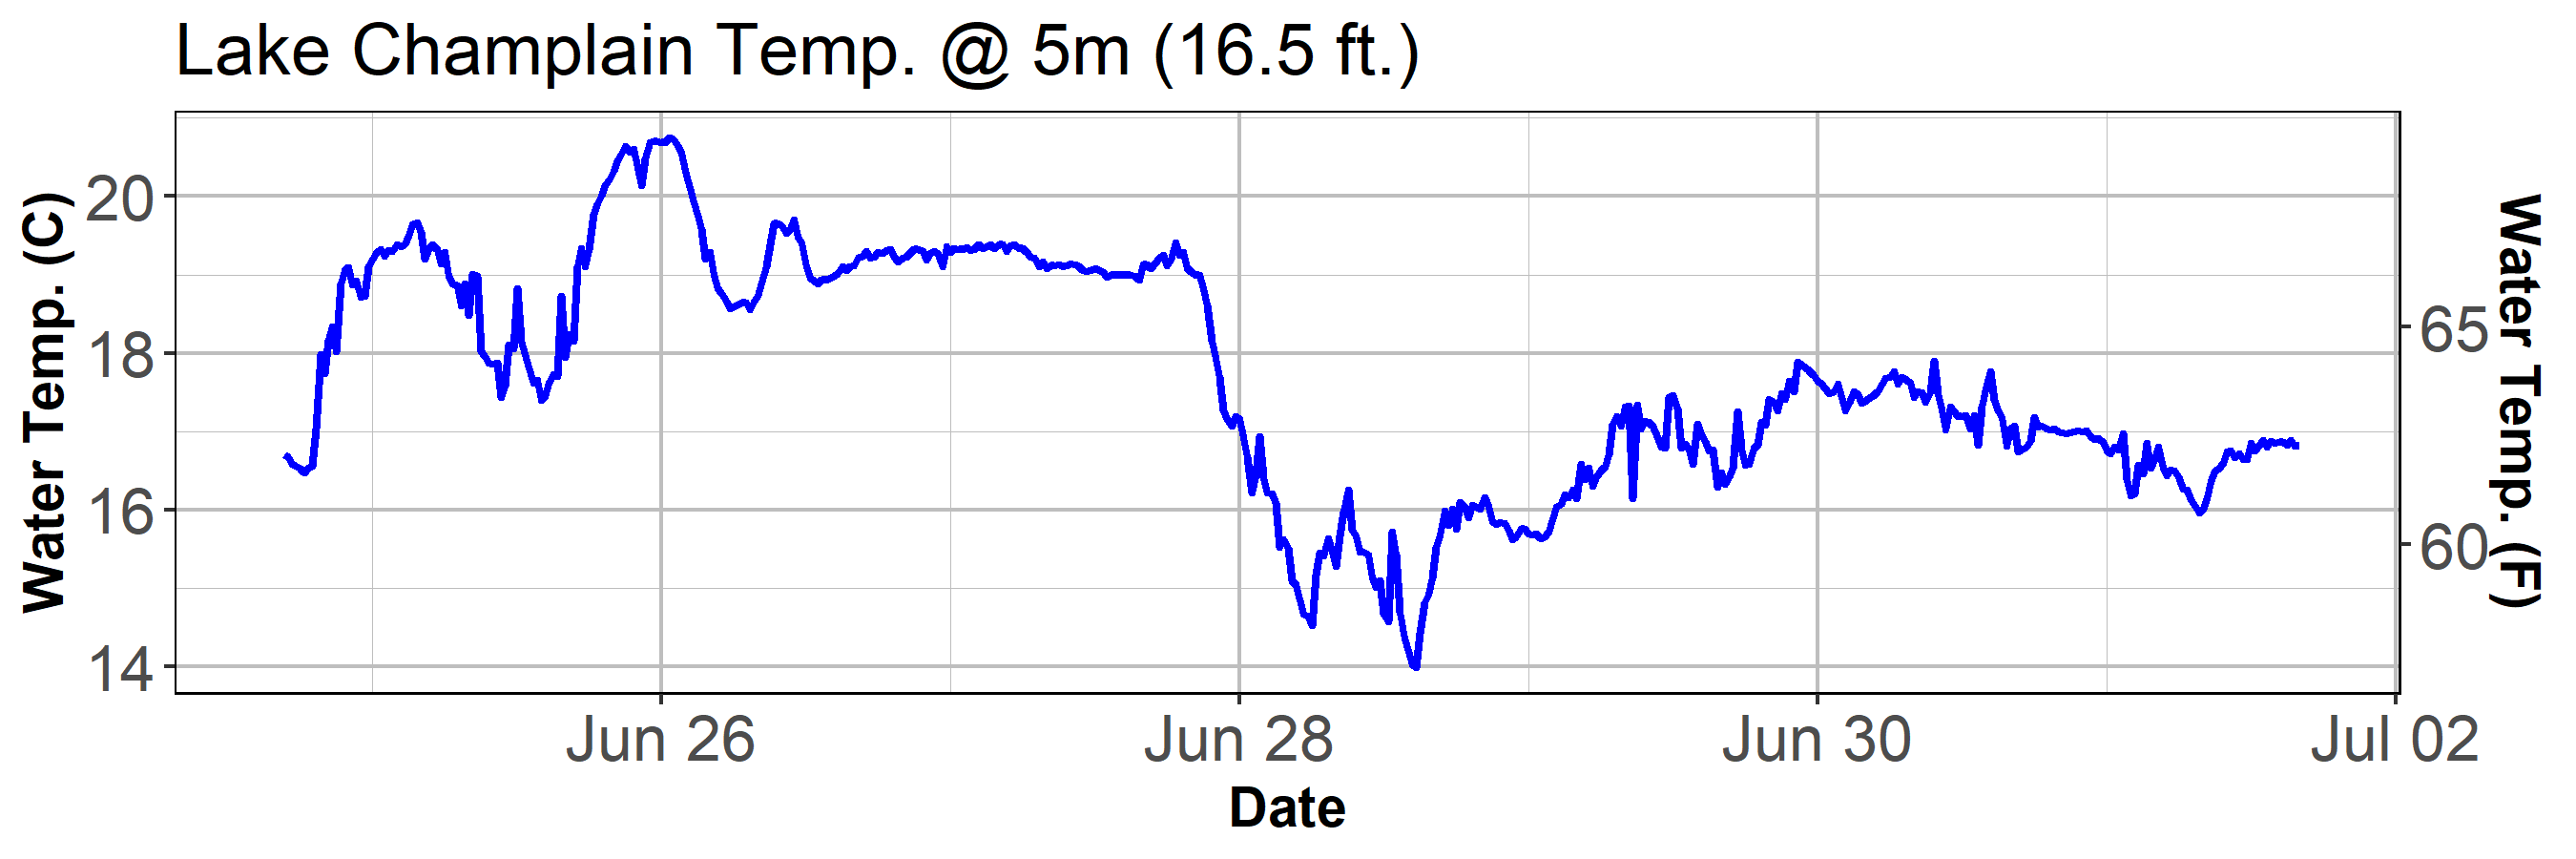 Lake Champlain Temp. @ 5m (16.5 ft.)
Water Temp. (C)
20
18
16
14
65
60
Water Temp. (F)
Jun 26
Jun 28
Jun 30
Jul 02
Date